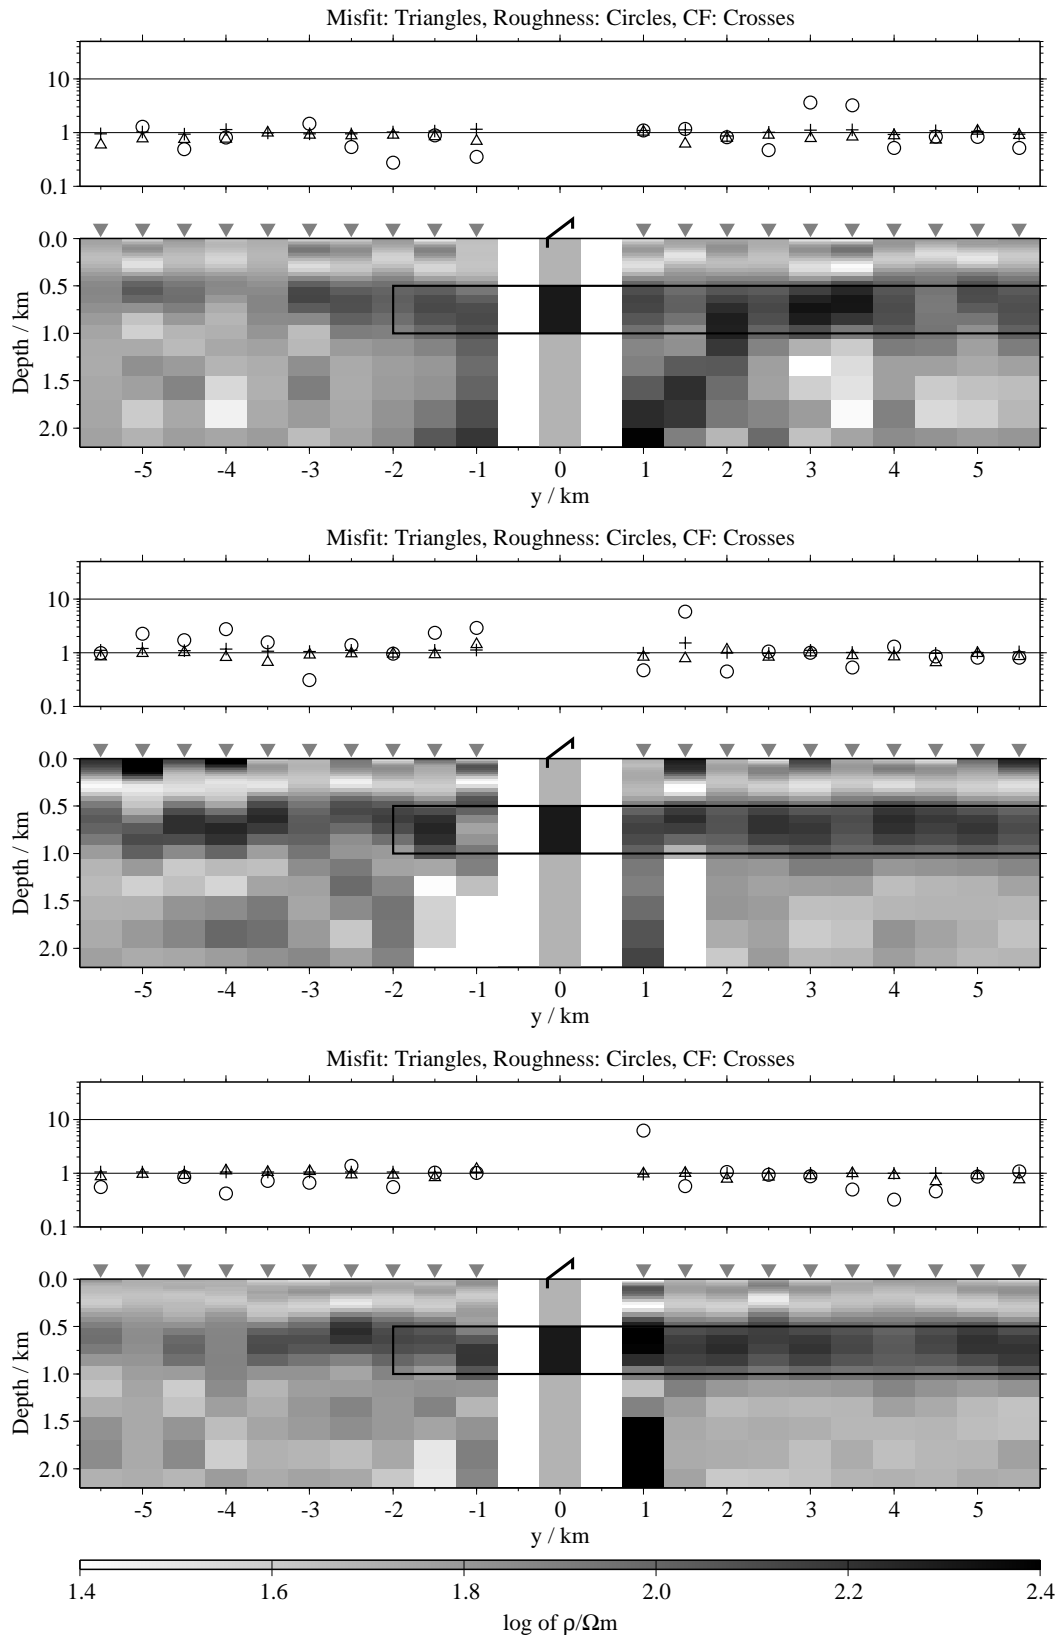 Misfit: Triangles, Roughness: Circles, CF: Crosses
10
1
0.1
0.0
0.5
1.0
1.5
2.0
Depth / km
-5 -4 -3 -2 -1 0 1 2 3 4 5
y / km
Misfit: Triangles, Roughness: Circles, CF: Crosses
10
1
0.1
0.0
0.5
1.0
1.5
2.0
Depth / km
-5 -4 -3 -2 -1 0 1 2 3 4 5
y / km
Misfit: Triangles, Roughness: Circles, CF: Crosses
10
1
0.1
0.0
0.5
1.0
1.5
2.0
Depth / km
-5 -4 -3 -2 -1 0 1 2 3 4 5
y / km
1.4 1.6 1.8 2.0 2.2 2.4
log of ρ/Ωm